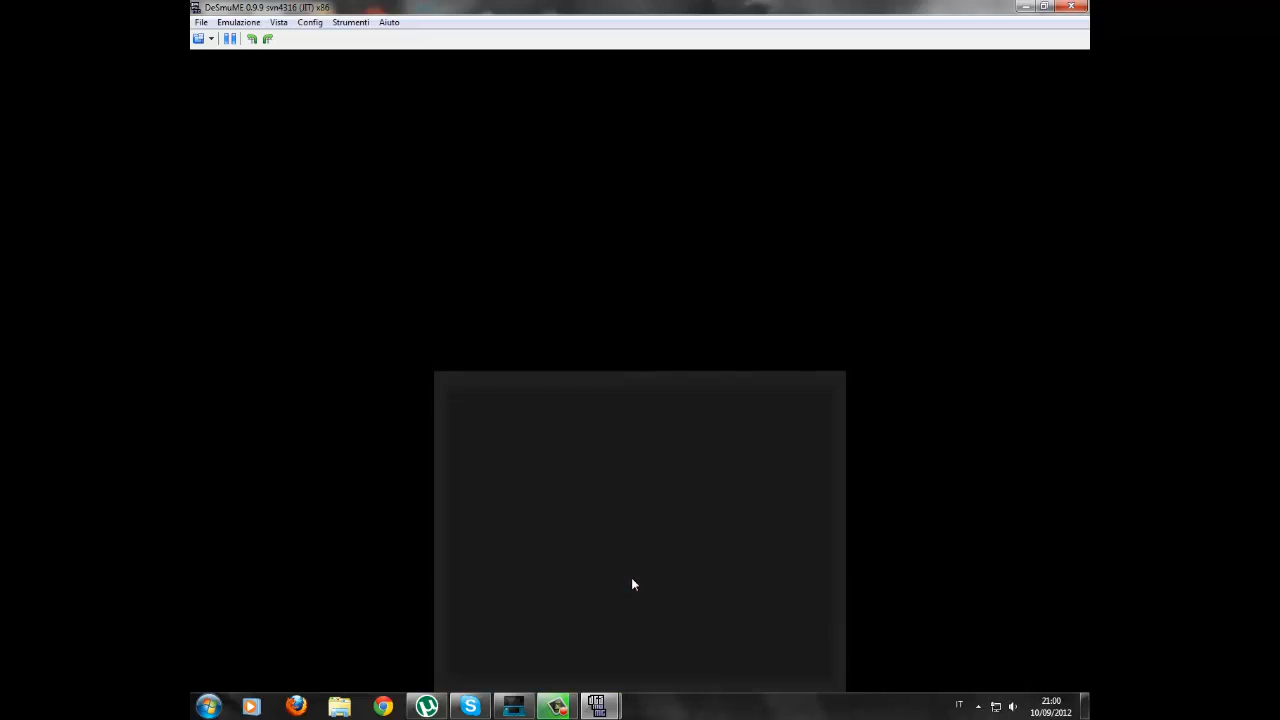 DeSmuME 0.9.9 svn4316 (JIT) x86
File Emulazione Vista Config Strumenti Aiuto
IT
21:00
10/09/2012